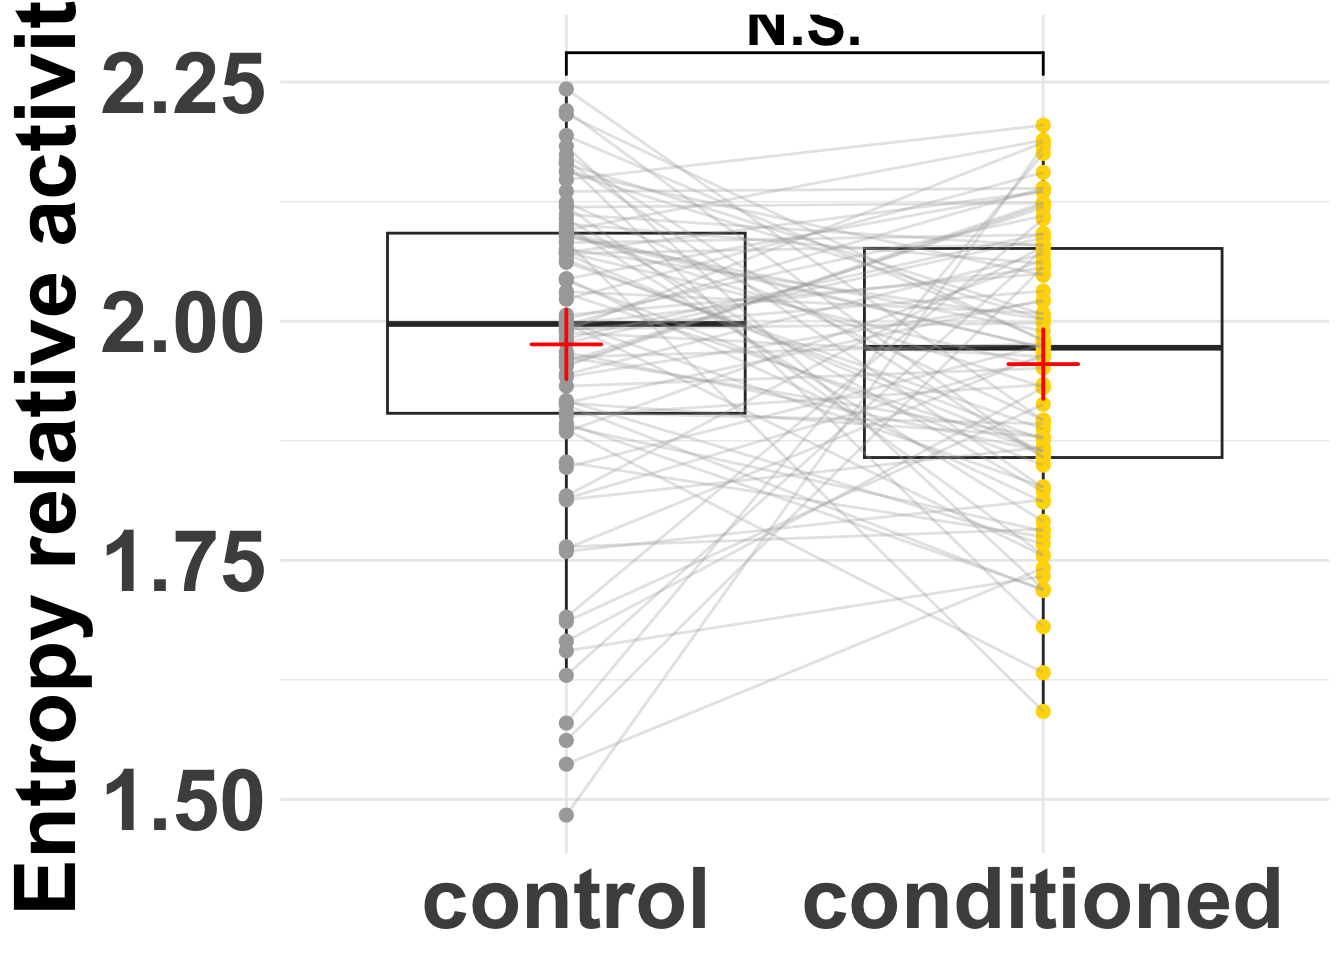 N.S.
Entropy relative activit
2.25
2.00
1.75
1.50
control conditioned